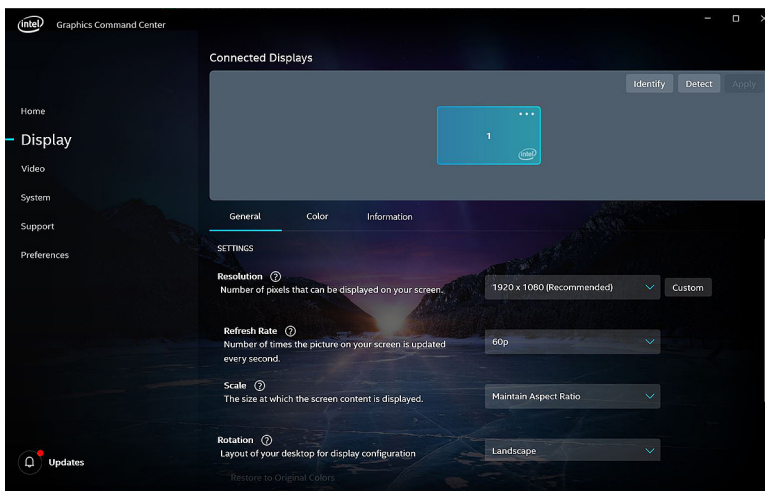 intel Graphics Command Center
Connected Displays
Identify Detect Apply
1
intel
Home
Display
Video
System
Support
Preferences
Updates
General Color Information
SETTINGS
Resolution ?
Number of pixels that can be displayed on your screen.
1920 x 1080 (Recommended)
Custom
Refresh Rate ?
Number of times the picture on your screen is updated
every second.
60p
Scale ?
The size at which the screen content is displayed.
Maintain Aspect Ratio
Rotation ?
Layout of your desktop for display configuration
Landscape
Restore to Original Colors